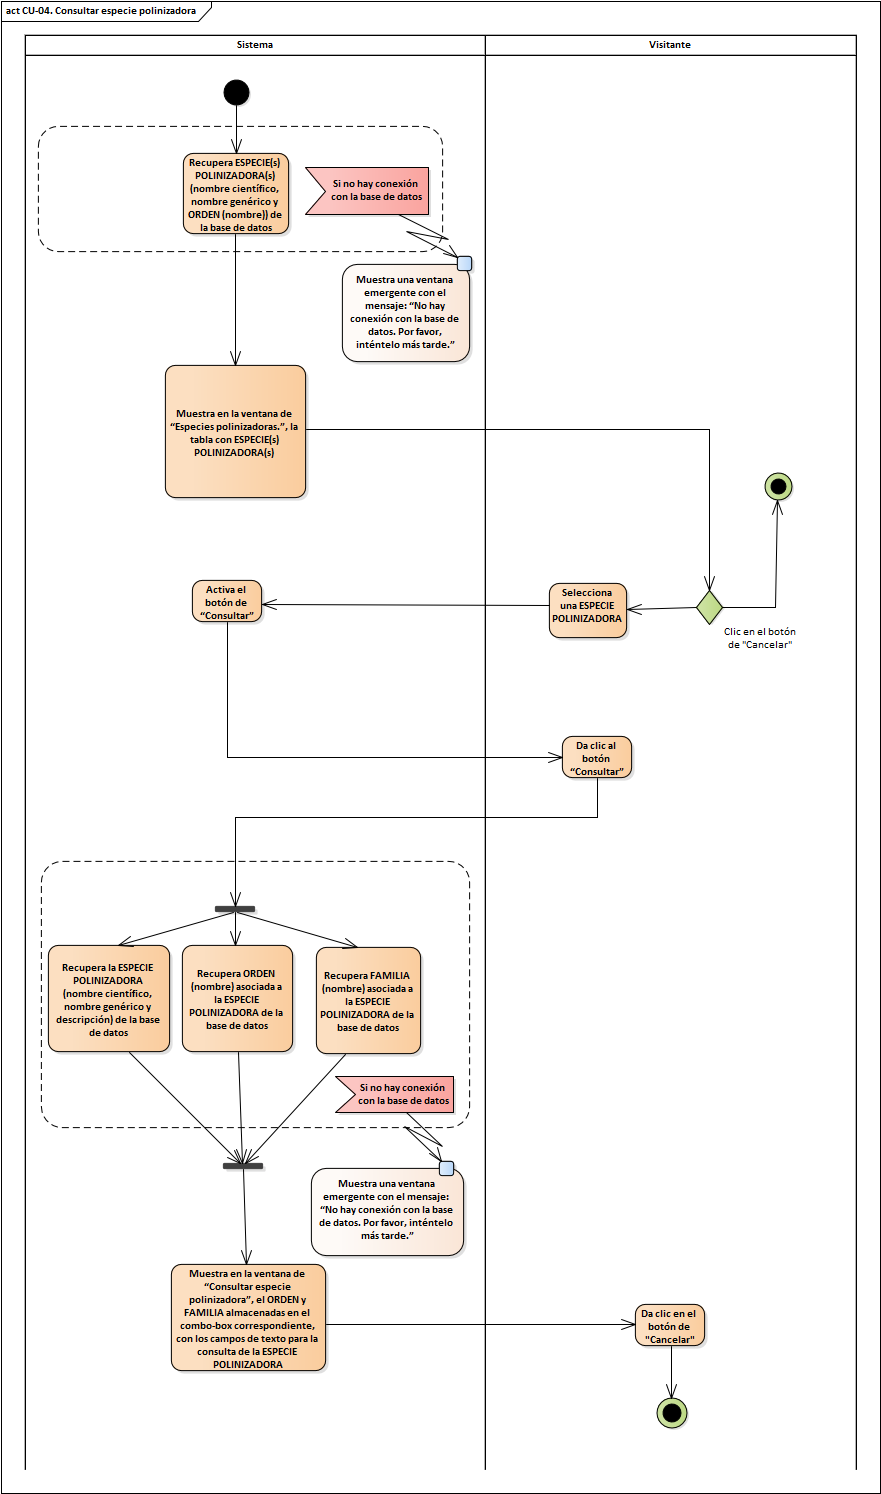 act CU-04. Consultar especie polinizadora
Sistema
Visitante
Recupera ESPECIE(s)
POLINIZADORA(s)
(nombre científico,
nombre genérico y
ORDEN (nombre)) de
la base de datos
Si no hay conexión
con la base de datos
Muestra una ventana
emergente con el
mensaje: “No hay
conexión con la base de
datos. Por favor,
inténtelo más tarde.”
Muestra en la ventana de
“Especies polinizadoras.”, la
tabla con ESPECIE(s)
POLINIZADORA(s)
Activa el
botón de
“Consultar”
Selecciona
una ESPECIE
POLINIZADORA
Clic en el botón
de "Cancelar"
Da clic al
botón
“Consultar”
Recupera la ESPECIE
POLINIZADORA
(nombre científico,
nombre genérico y
descripción) de la base
de datos
Recupera ORDEN
(nombre) asociada a
la ESPECIE
POLINIZADORA de la
base de datos
Recupera FAMILIA
(nombre) asociada a
la ESPECIE
POLINIZADORA de la
base de datos
Si no hay conexión
con la base de datos
Muestra una ventana
emergente con el mensaje:
“No hay conexión con la base
de datos. Por favor, inténtelo
más tarde.”
Muestra en la ventana de
“Consultar especie
polinizadora”, el ORDEN y
FAMILIA almacenadas en el
combo-box correspondiente,
con los campos de texto para la
consulta de la ESPECIE
POLINIZADORA
Da clic en el
botón de
"Cancelar"